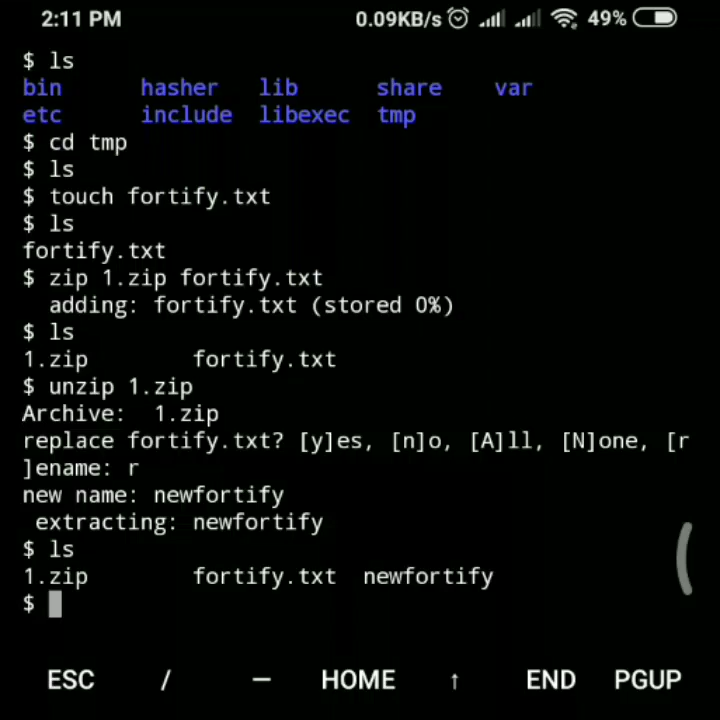 2:11 PM 0.09KB/s 49%
$ ls
bin hasher lib share var
etc include libexec tmp
$ cd tmp
$ ls
$ touch fortify.txt
$ ls
fortify.txt
$ zip 1.zip fortify.txt
  adding: fortify.txt (stored 0%)
$ ls
1.zip fortify.txt
$ unzip 1.zip
Archive:  1.zip
replace fortify.txt? [y]es, [n]o, [A]ll, [N]one, [r
]ename: r
new name: newfortify
 extracting: newfortify
$ ls
1.zip fortify.txt newfortify
$
ESC / — HOME ↑ END PGUP